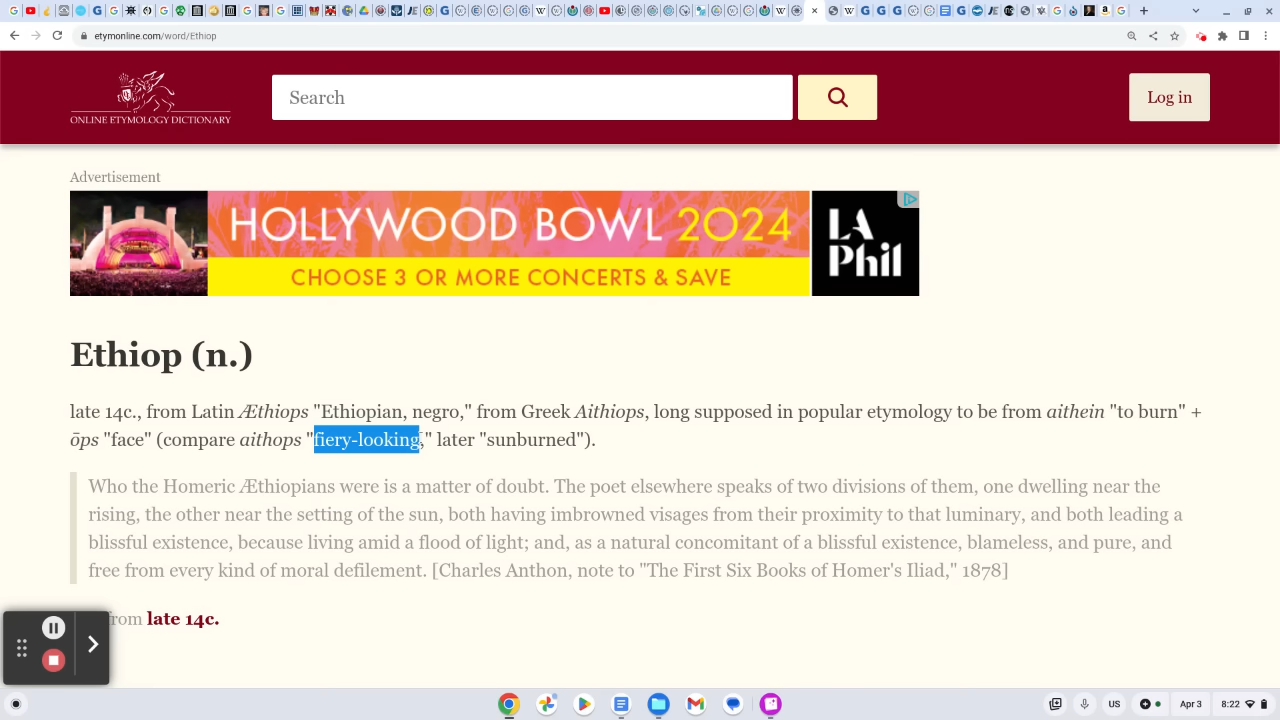 etymonline.com/word/Ethiop
ONLINE ETYMOLOGY DICTIONARY
Search
Log in
Advertisement
HOLLYWOOD BOWL 2024
CHOOSE 3 OR MORE CONCERTS & SAVE
LA
Phil
Ethiop (n.)
late 14c., from Latin Æthiops "Ethiopian, negro," from Greek Aithiops, long supposed in popular etymology to be from aithein "to burn" +
ōps "face" (compare aithops "fiery-looking," later "sunburned").
Who the Homeric Æthiopians were is a matter of doubt. The poet elsewhere speaks of two divisions of them, one dwelling near the
rising, the other near the setting of the sun, both having imbrowned visages from their proximity to that luminary, and both leading a
blissful existence, because living amid a flood of light; and, as a natural concomitant of a blissful existence, blameless, and pure, and
free from every kind of moral defilement. [Charles Anthon, note to "The First Six Books of Homer's Iliad," 1878]
from late 14c.
US
Apr 3
8:22